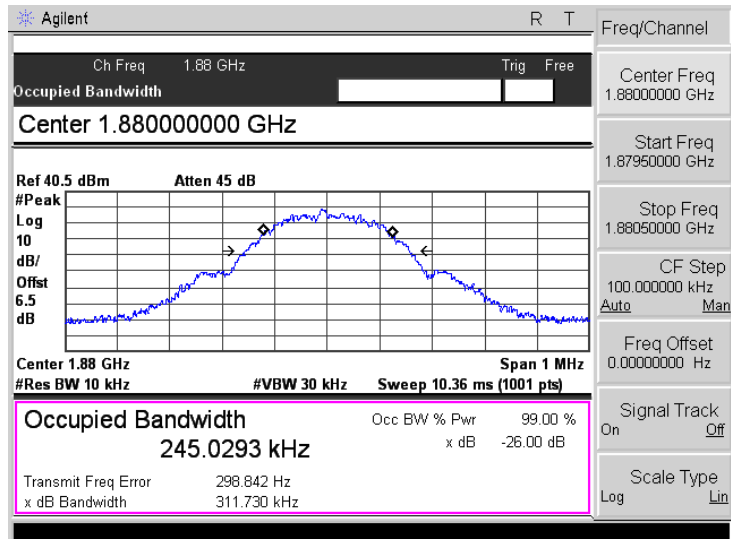 Agilent R T
Ch Freq 1.88 GHz Trig Free
Occupied Bandwidth
Center 1.880000000 GHz
Ref 40.5 dBm Atten 45 dB
#Peak
Log
10
dB/
Offst
6.5
dB
Center 1.88 GHz Span 1 MHz
#Res BW 10 kHz #VBW 30 kHz Sweep 10.36 ms (1001 pts)
Occupied Bandwidth Occ BW % Pwr 99.00 %
245.0293 kHz x dB -26.00 dB
Transmit Freq Error 298.842 Hz
x dB Bandwidth 311.730 kHz
Freq/Channel
Center Freq
1.88000000 GHz
Start Freq
1.87950000 GHz
Stop Freq
1.88050000 GHz
CF Step
100.000000 kHz
Auto Man
Freq Offset
0.00000000 Hz
Signal Track
On Off
Scale Type
Log Lin